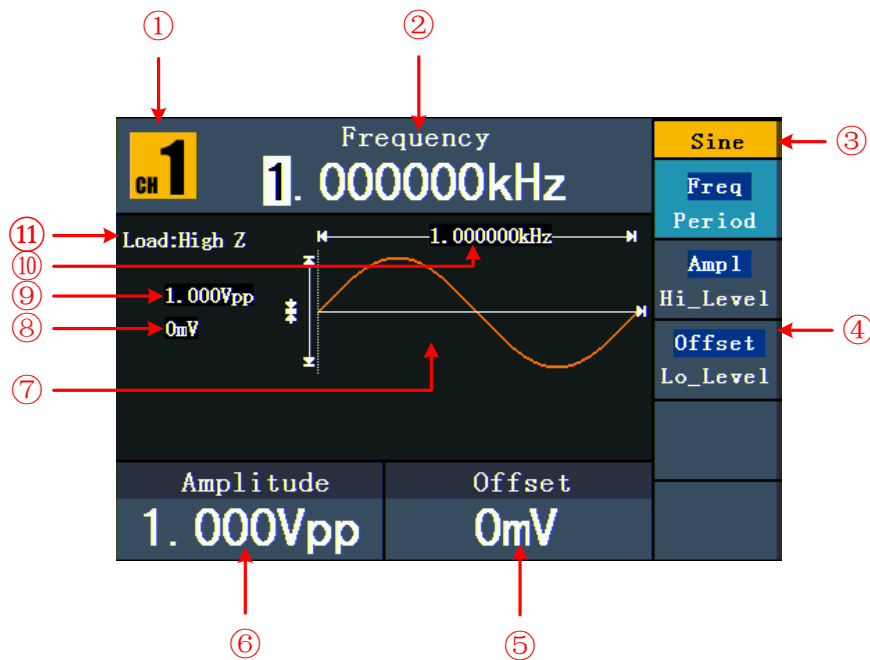 ① ②
Frequency
Sine
③
CH 1
1. 000000kHz
Freq
Period
⑪
Load:High Z
1. 000000kHz
⑩
Ampl
Hi_Level
⑨
1. 000Vpp
⑧
0mV
Offset
Lo_Level
④
⑦
Amplitude
Offset
1. 000Vpp
0mV
⑥ ⑤